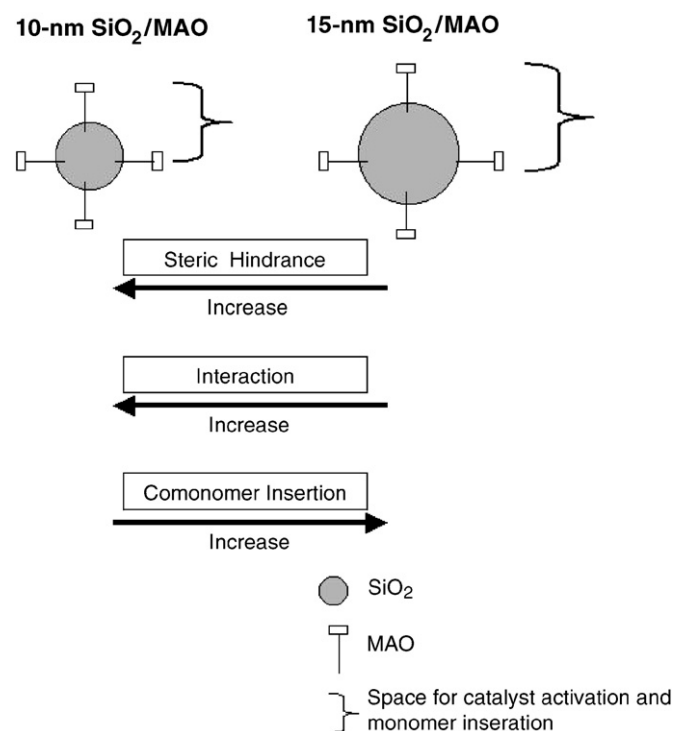 10-nm SiO₂/MAO
15-nm SiO₂/MAO
Steric Hindrance
Increase
Interaction
Increase
Comonomer Insertion
Increase
SiO₂
MAO
Space for catalyst activation and
monomer inseration